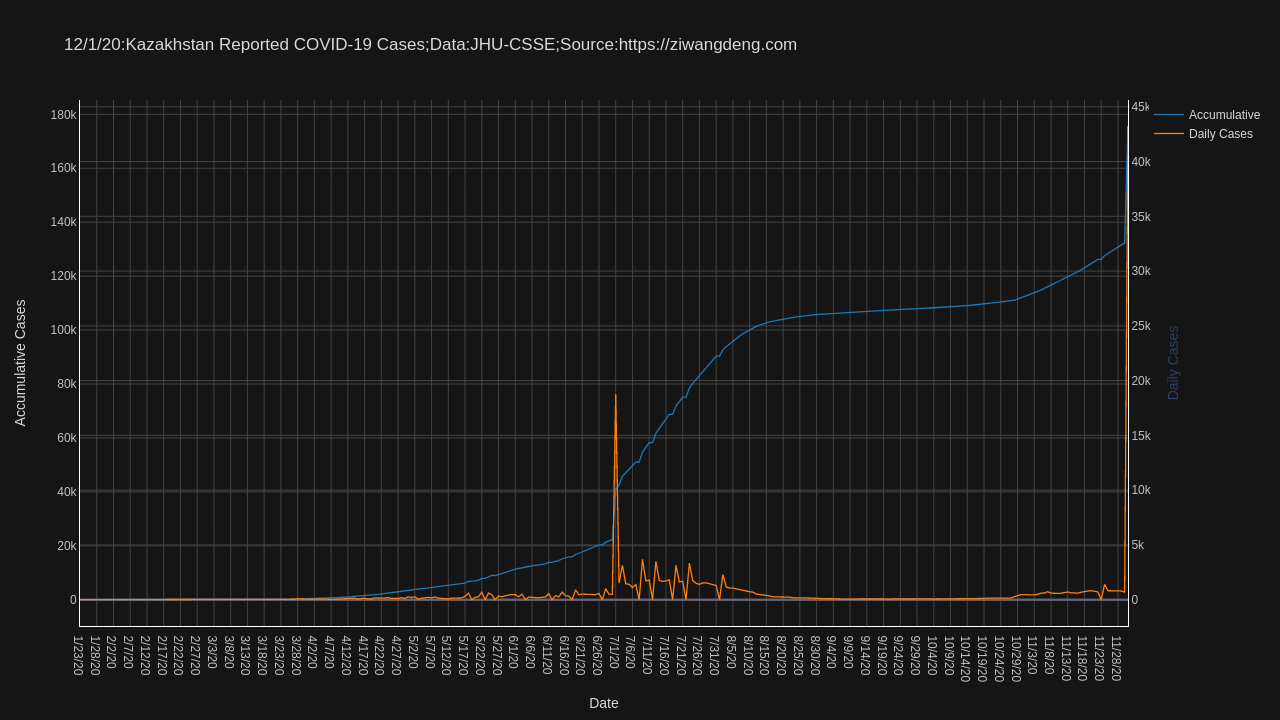 12/1/20:Kazakhstan Reported COVID-19 Cases;Data:JHU-CSSE;Source:https://ziwangdeng.com
Accumulative
Daily Cases
180k
160k
140k
120k
100k
80k
60k
40k
20k
0
Accumulative Cases
45k
40k
35k
30k
25k
20k
15k
10k
5k
0
Daily Cases
1/23/20
1/28/20
2/2/20
2/7/20
2/12/20
2/17/20
2/22/20
2/27/20
3/3/20
3/8/20
3/13/20
3/18/20
3/23/20
3/28/20
4/2/20
4/7/20
4/12/20
4/17/20
4/22/20
4/27/20
5/2/20
5/7/20
5/12/20
5/17/20
5/22/20
5/27/20
6/1/20
6/6/20
6/11/20
6/16/20
6/21/20
6/26/20
7/1/20
7/6/20
7/11/20
7/16/20
7/21/20
7/26/20
7/31/20
8/5/20
8/10/20
8/15/20
8/20/20
8/25/20
8/30/20
9/4/20
9/9/20
9/14/20
9/19/20
9/24/20
9/29/20
10/4/20
10/9/20
10/14/20
10/19/20
10/24/20
10/29/20
11/3/20
11/8/20
11/13/20
11/18/20
11/23/20
11/28/20
Date